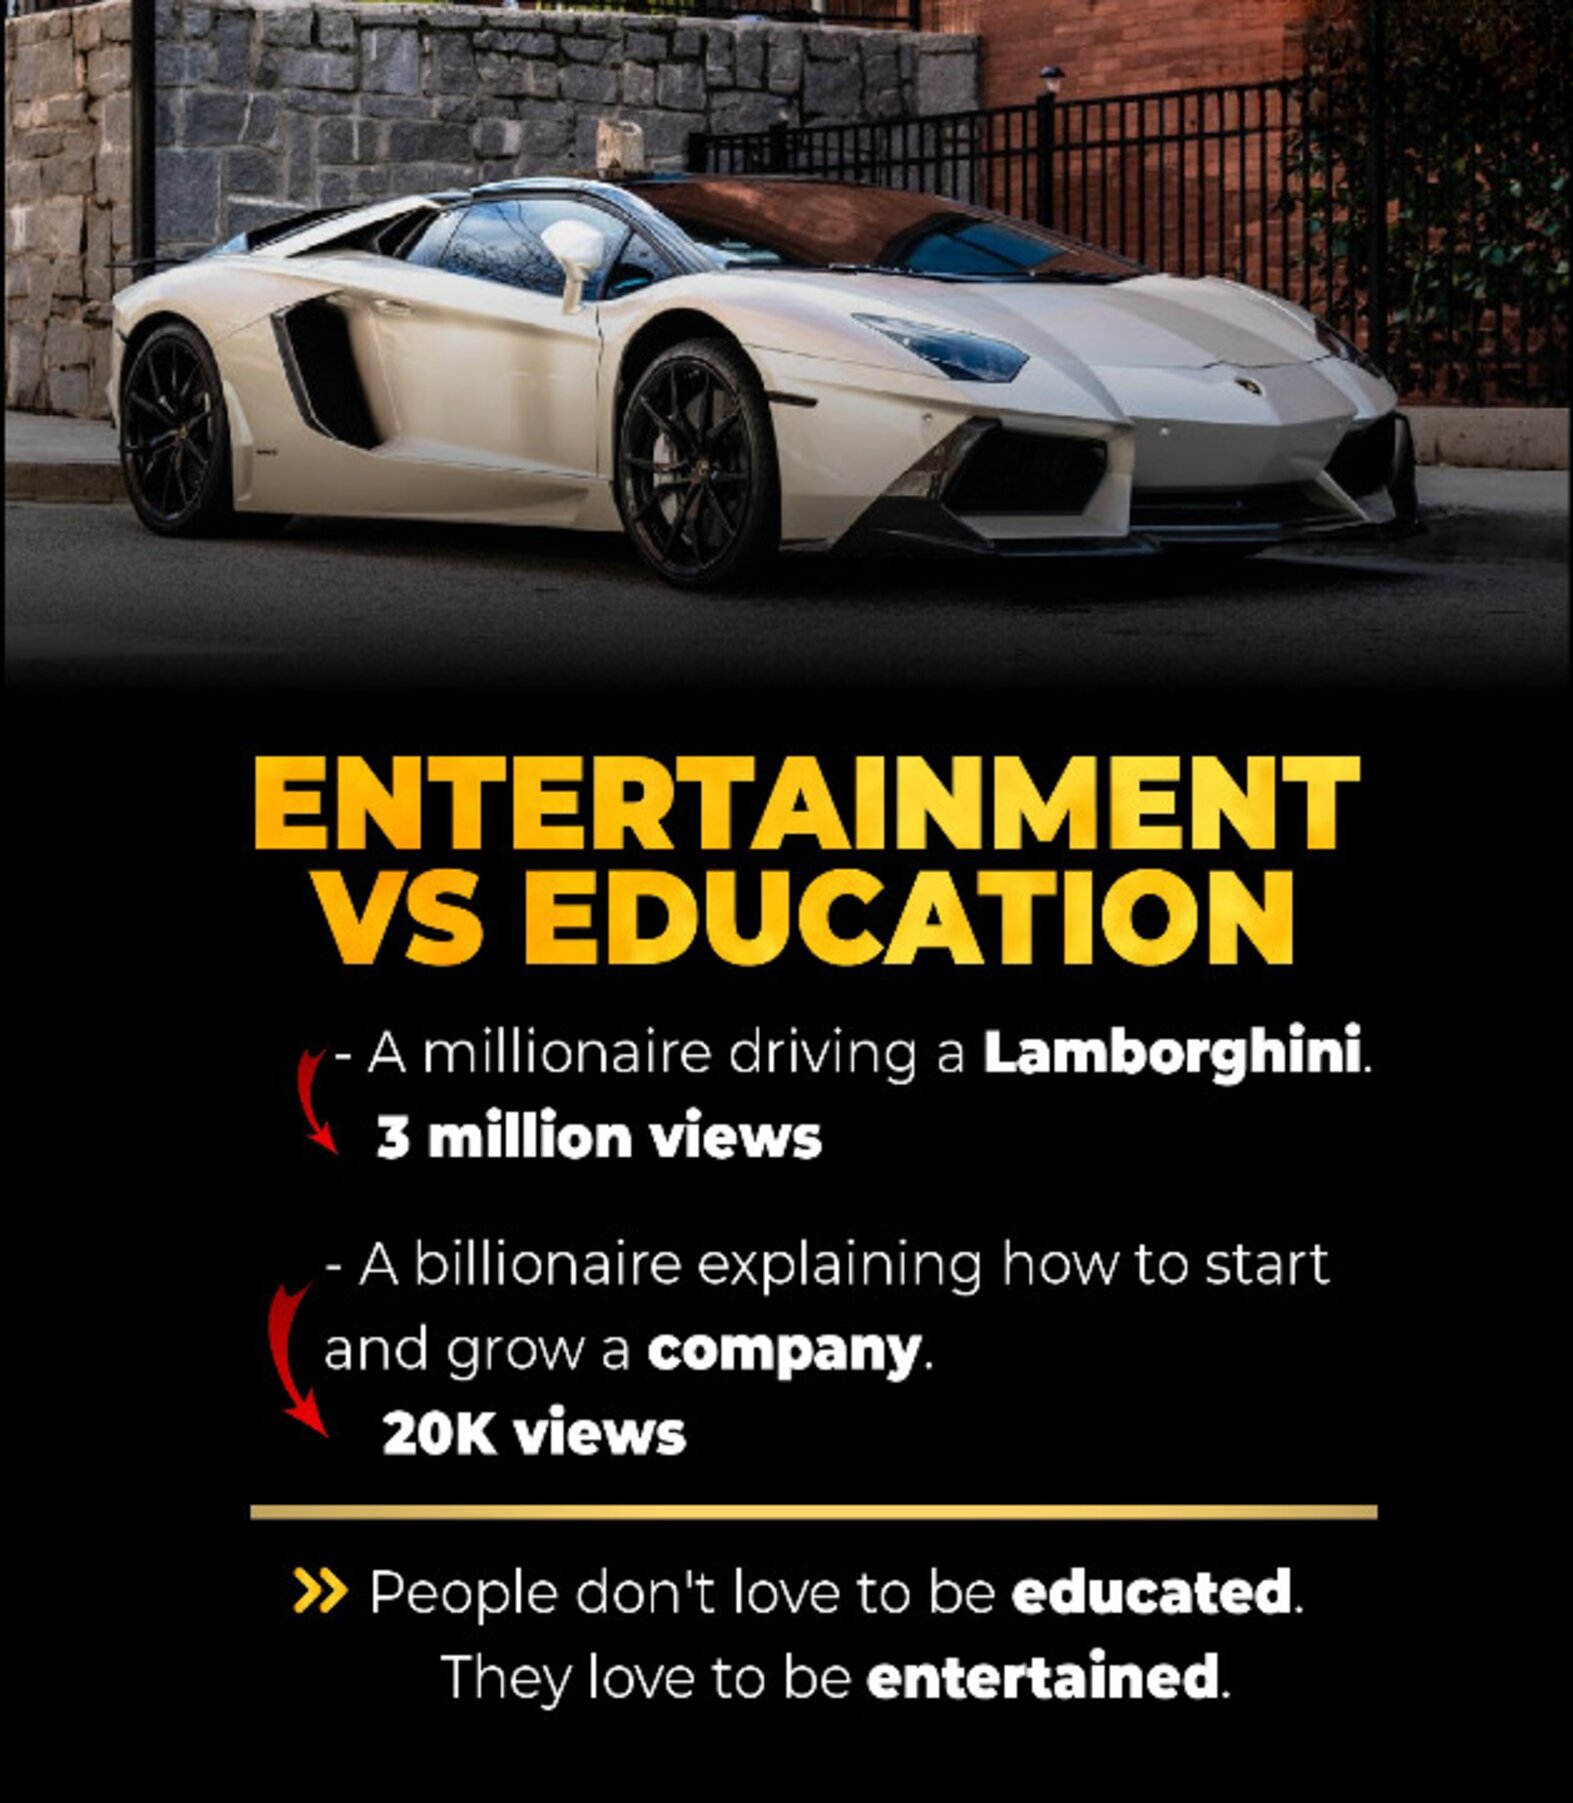 ENTERTAINMENT
VS EDUCATION
- A millionaire driving a Lamborghini.
3 million views
- A billionaire explaining how to start
and grow a company.
20K views
» People don't love to be educated.
They love to be entertained.